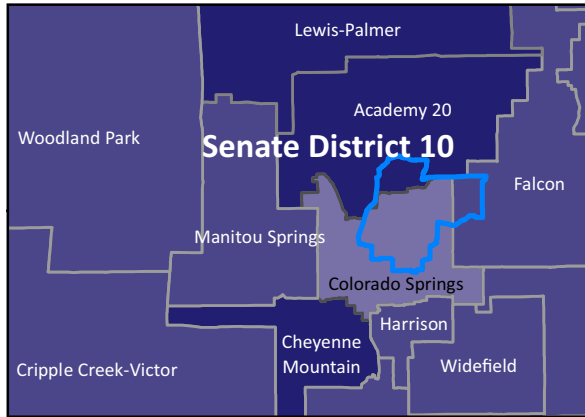 Lewis-Palmer
Academy 20
Woodland Park
Senate District 10
Falcon
Manitou Springs
Colorado Springs
Harrison
Cheyenne
Mountain
Widefield
Cripple Creek-Victor